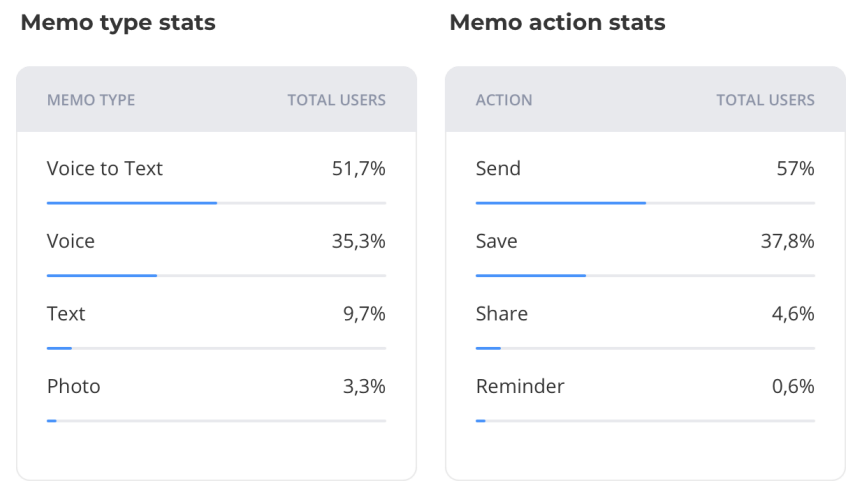 Memo type stats
MEMO TYPE TOTAL USERS
Voice to Text 51,7%
Voice 35,3%
Text 9,7%
Photo 3,3%
Memo action stats
ACTION TOTAL USERS
Send 57%
Save 37,8%
Share 4,6%
Reminder 0,6%